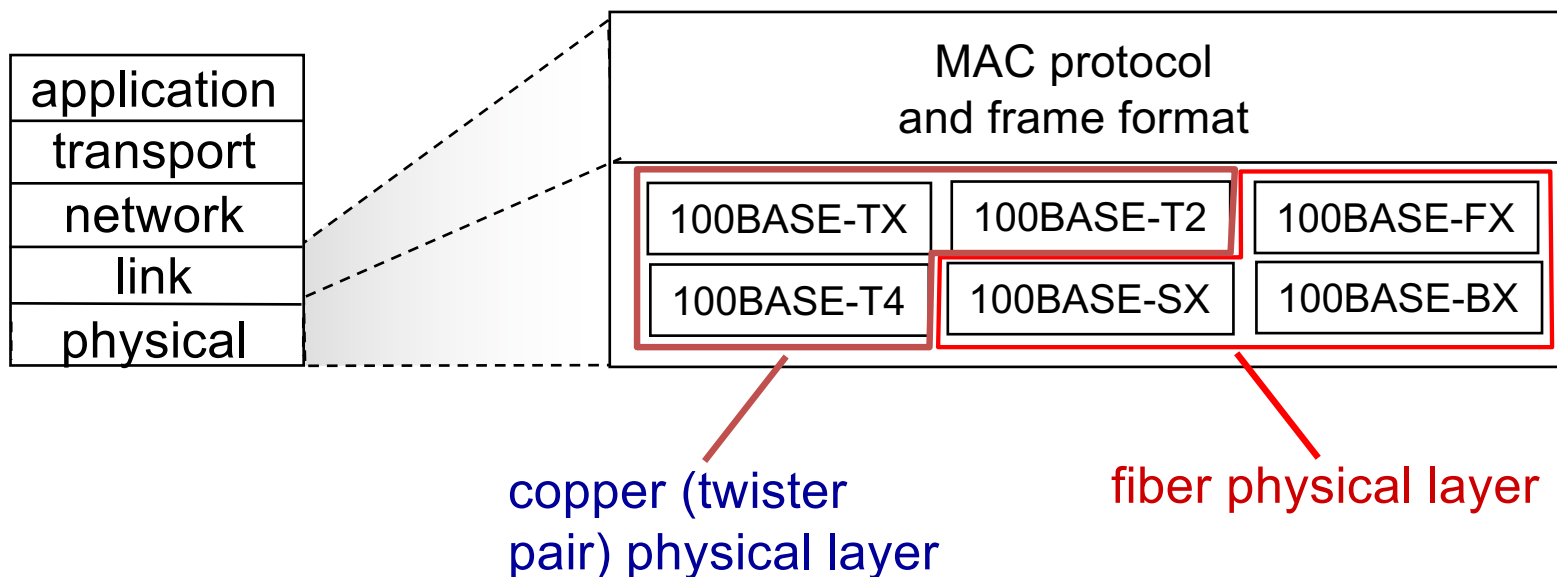 application
transport
network
link
physical
MAC protocol
and frame format
100BASE-TX
100BASE-T2
100BASE-FX
100BASE-T4
100BASE-SX
100BASE-BX
copper (twister
pair) physical layer
fiber physical layer